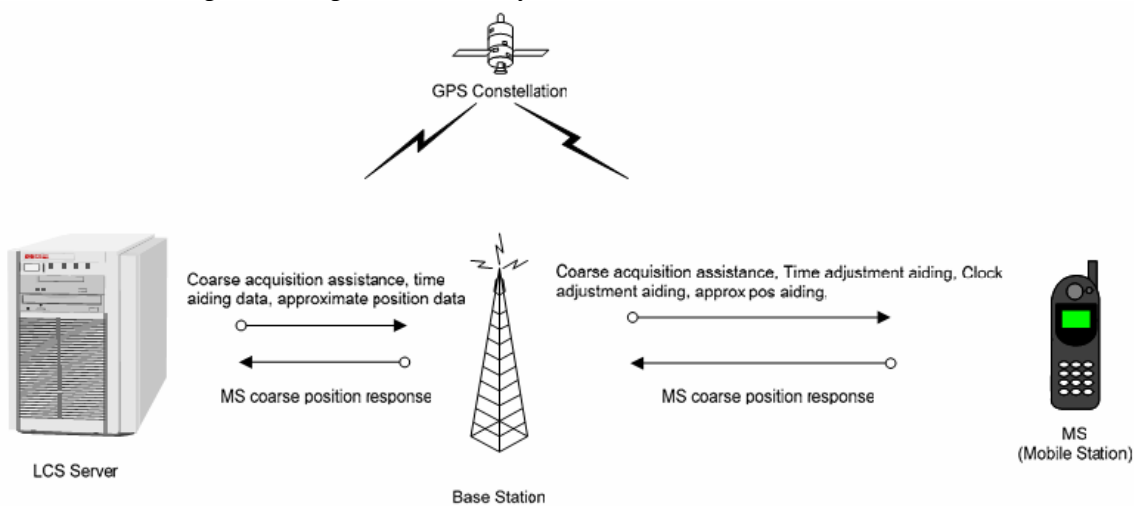 GPS Constellation
Coarse acquisition assistance, time
aiding data, approximate position data
Coarse acquisition assistance, Time adjustment aiding, Clock
adjustment aiding, approx pos aiding,
MS coarse position response
MS coarse position response
LCS Server
Base Station
MS
(Mobile Station)